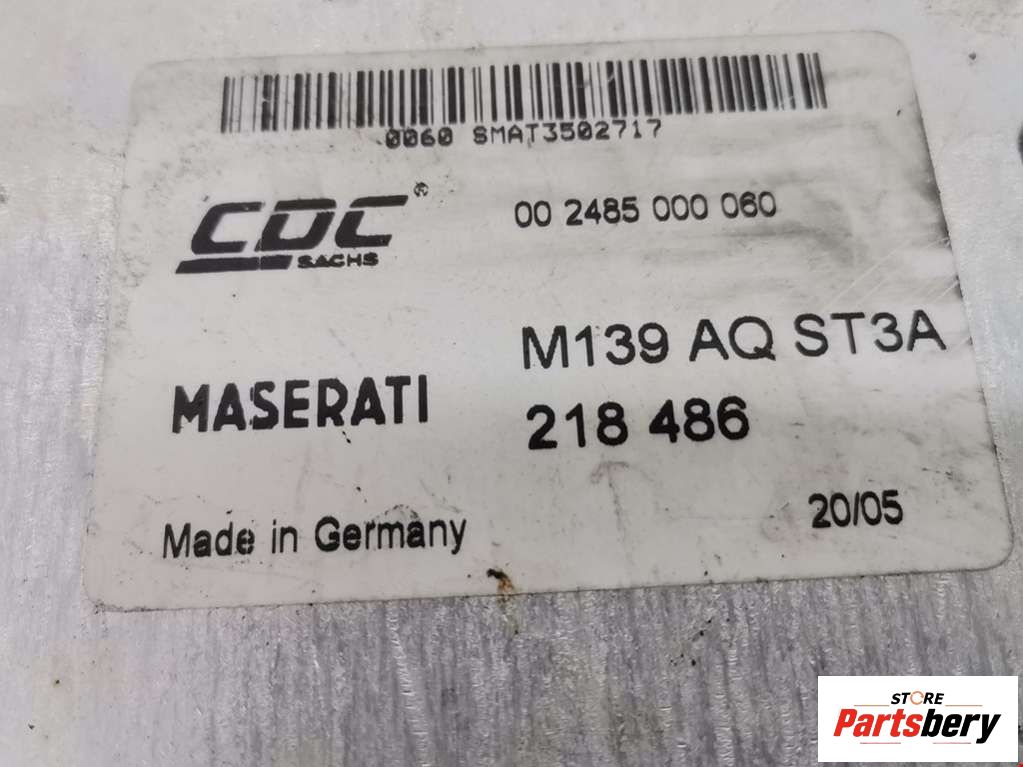 0060 SMAT3502717
CDC®
SACHS
00 2485 000 060
M139 AQ ST3A
MASERATI
218 486
Made in Germany
20/05
STORE
Partsbery